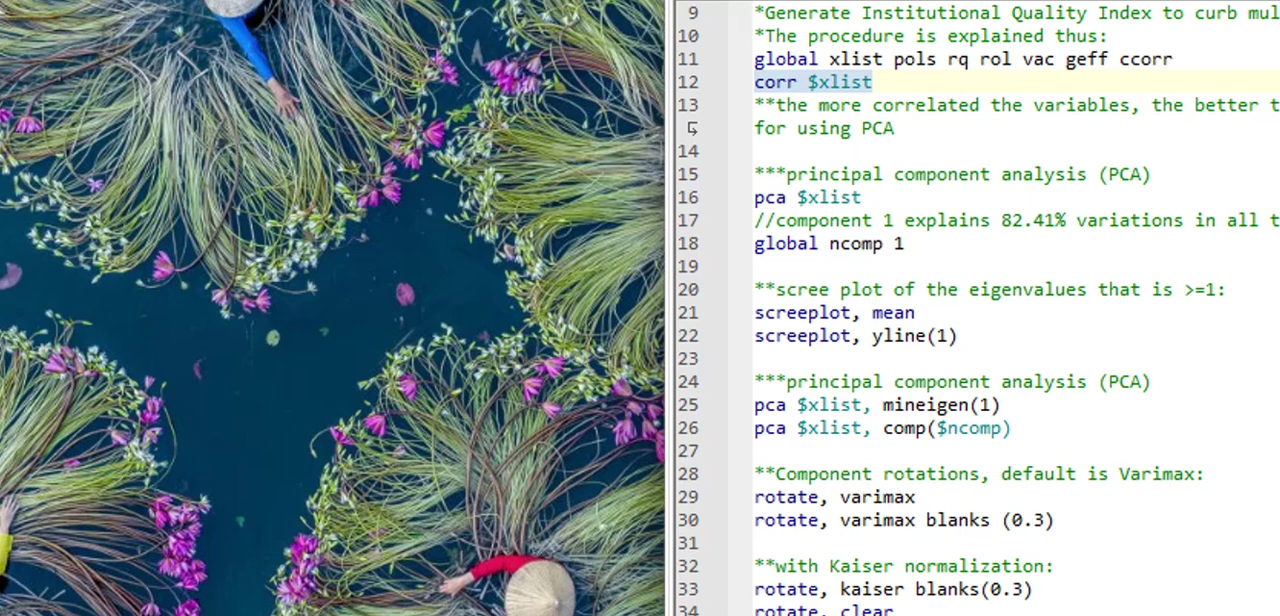 9 *Generate Institutional Quality Index to curb mul
10 *The procedure is explained thus:
11 global xlist pols rq rol vac geff ccorr
12 corr $xlist
13 **the more correlated the variables, the better t
for using PCA
14
15 ***principal component analysis (PCA)
16 pca $xlist
17 //component 1 explains 82.41% variations in all t
18 global ncomp 1
19
20 **scree plot of the eigenvalues that is >=1:
21 screeplot, mean
22 screeplot, yline(1)
23
24 ***principal component analysis (PCA)
25 pca $xlist, mineigen(1)
26 pca $xlist, comp($ncomp)
27
28 **Component rotations, default is Varimax:
29 rotate, varimax
30 rotate, varimax blanks (0.3)
31
32 **with Kaiser normalization:
33 rotate, kaiser blanks(0.3)
34 rotate, clear